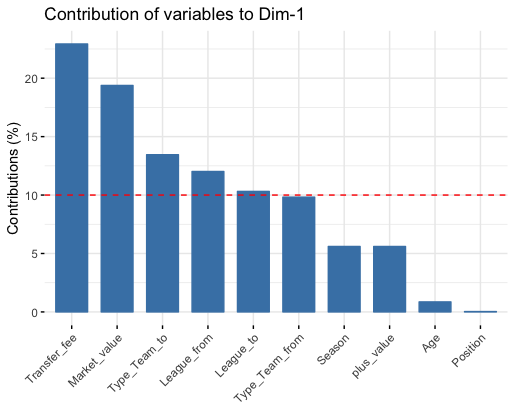 Contribution of variables to Dim-1
Contributions (%)
20
15
10
5
0
Transfer_fee
Market_value
Type_Team_to
League_from
League_to
Type_Team_from
Season
plus_value
Age
Position